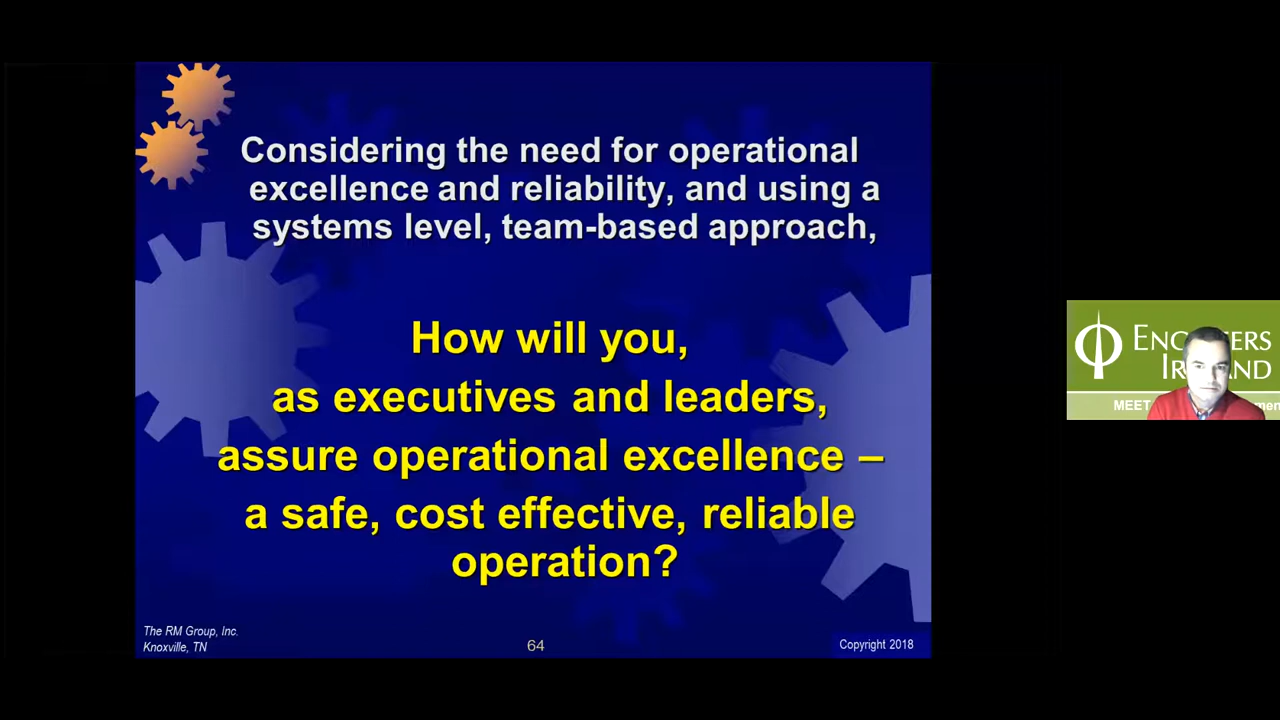 Considering the need for operational
excellence and reliability, and using a
systems level, team-based approach,
How will you,
as executives and leaders,
assure operational excellence –
a safe, cost effective, reliable
operation?
The RM Group, Inc.
Knoxville, TN
64
Copyright 2018
MEET